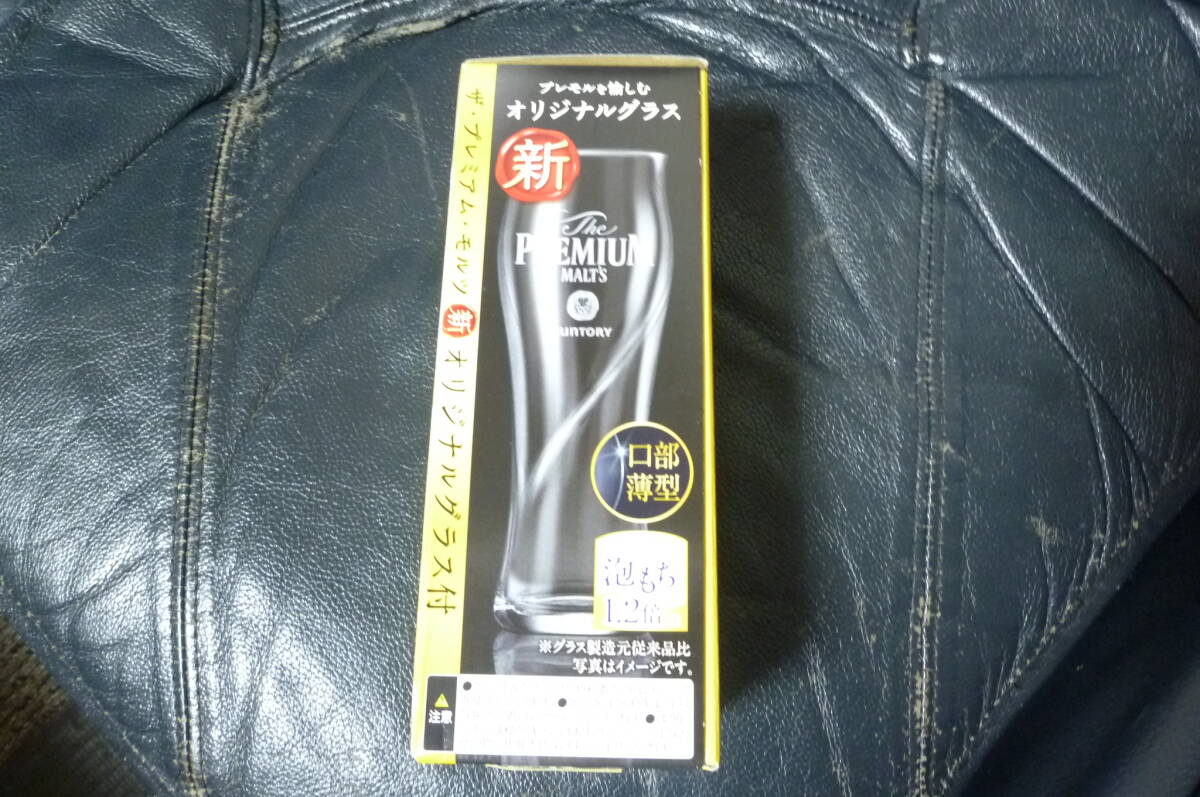 プレモルを愉しむ
オリジナルグラス
新
The
PREMIUM
MALT'S
SUNTORY
口部
薄型
泡もち
1.2倍
※グラス製造元従来品比
写真はイメージです。
注意
ザ・プレミアム・モルツ 新 オリジナルグラス付